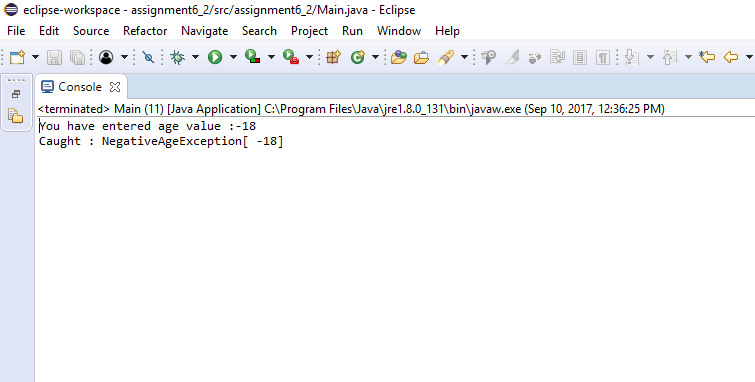 eclipse-workspace - assignment6_2/src/assignment6_2/Main.java - Eclipse
File Edit Source Refactor Navigate Search Project Run Window Help
Console
<terminated> Main (11) [Java Application] C:\Program Files\Java\jre1.8.0_131\bin\javaw.exe (Sep 10, 2017, 12:36:25 PM)
You have entered age value :-18
Caught : NegativeAgeException[ -18]